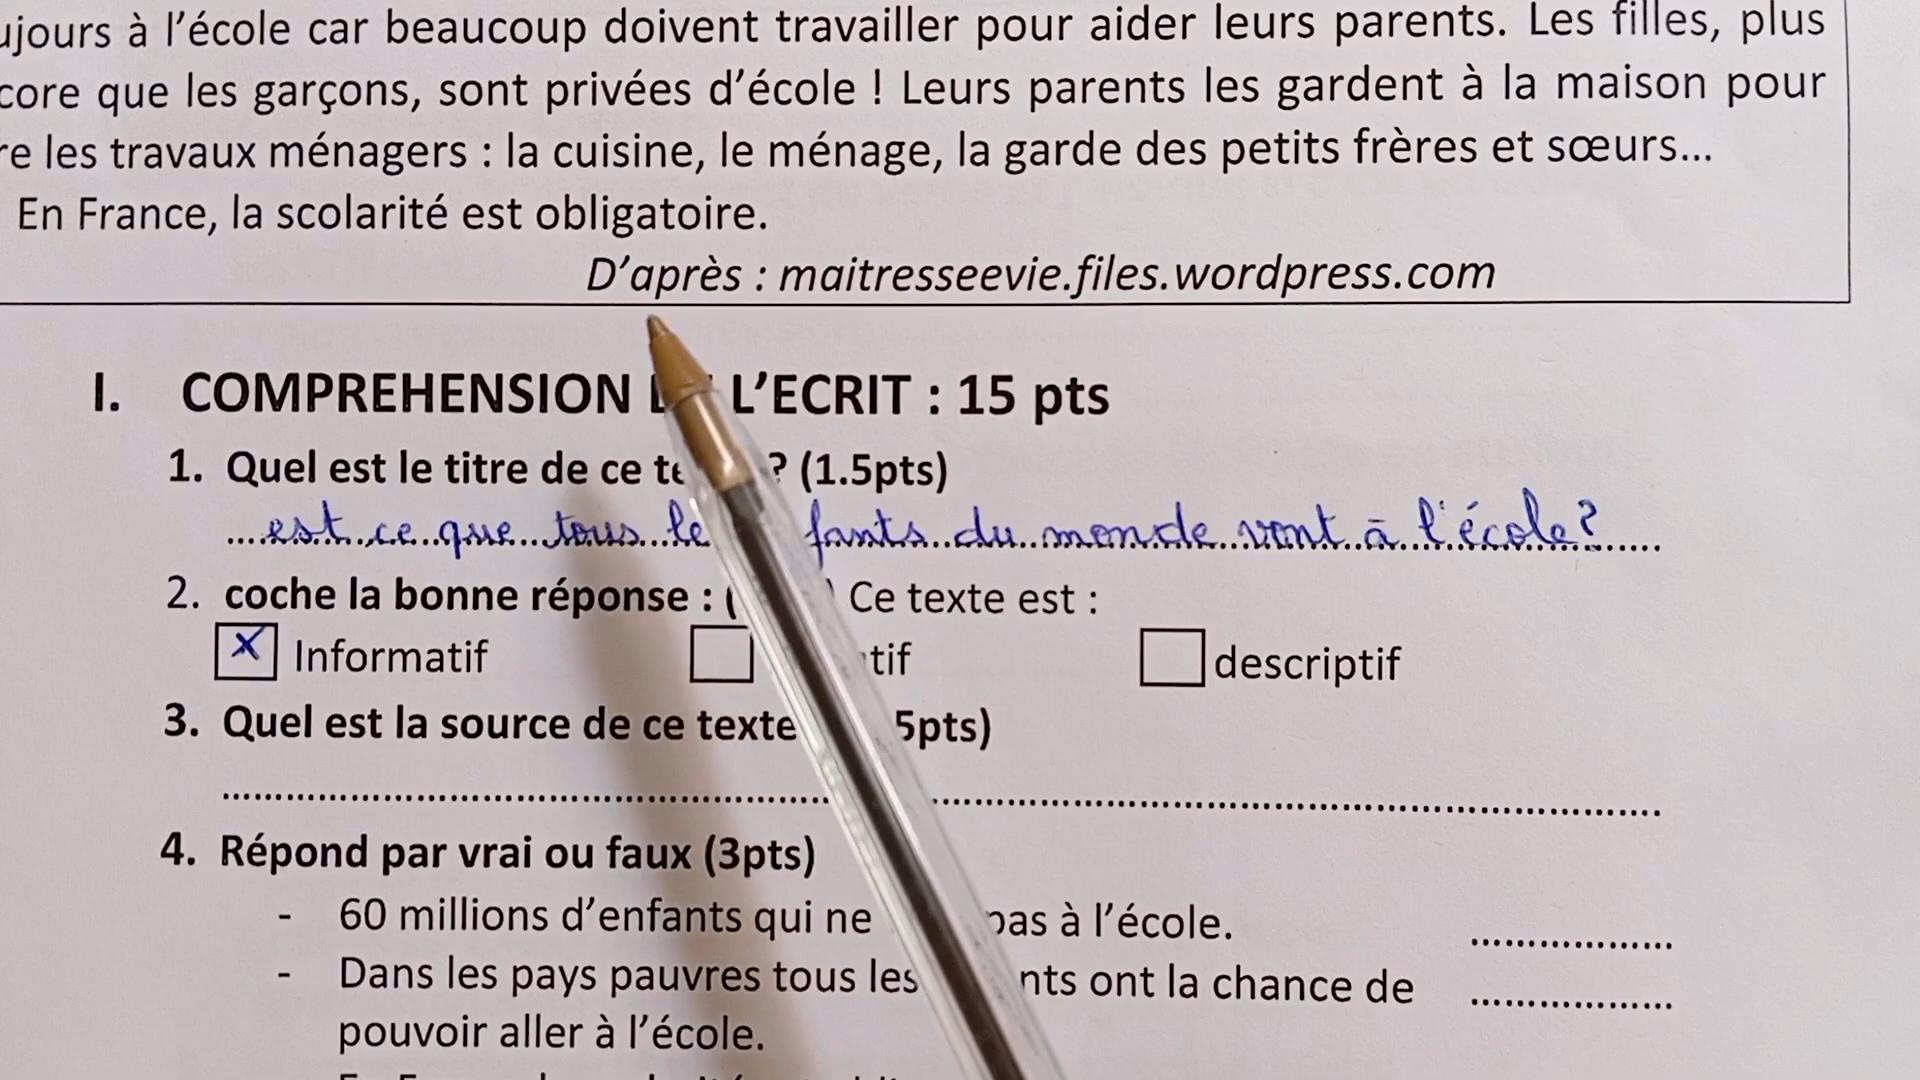 ujours à l'école car beaucoup doivent travailler pour aider leurs parents. Les filles, plus
core que les garçons, sont privées d'école ! Leurs parents les gardent à la maison pour
re les travaux ménagers : la cuisine, le ménage, la garde des petits frères et sœurs...
En France, la scolarité est obligatoire.
D'après : maitresseevie.files.wordpress.com
I. COMPREHENSION L'ECRIT : 15 pts
1. Quel est le titre de ce te ? (1.5pts)
est ce que tous le fants du monde vont à l'école?
2. coche la bonne réponse : ( ) Ce texte est :
x Informatif tif descriptif
3. Quel est la source de ce texte 5pts)
4. Répond par vrai ou faux (3pts)
- 60 millions d'enfants qui ne pas à l'école.
- Dans les pays pauvres tous les nts ont la chance de
pouvoir aller à l'école.